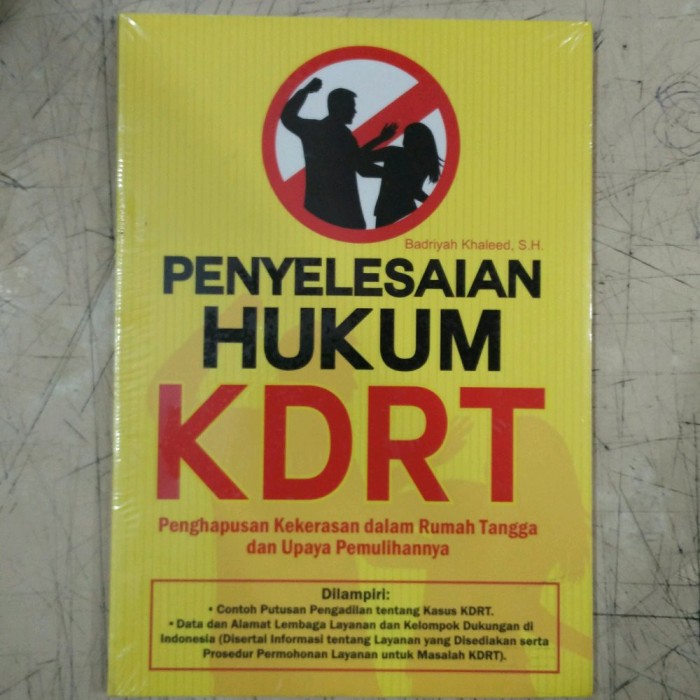 Badriyah Khaleed, S.H.
PENYELESAIAN
HUKUM
KDRT
Penghapusan Kekerasan dalam Rumah Tangga
dan Upaya Pemulihannya
Dilampiri:
• Contoh Putusan Pengadilan tentang Kasus KDRT.
• Data dan Alamat Lembaga Layanan dan Kelompok Dukungan di
Indonesia (Disertai Informasi tentang Layanan yang Disediakan serta
Prosedur Permohonan Layanan untuk Masalah KDRT).